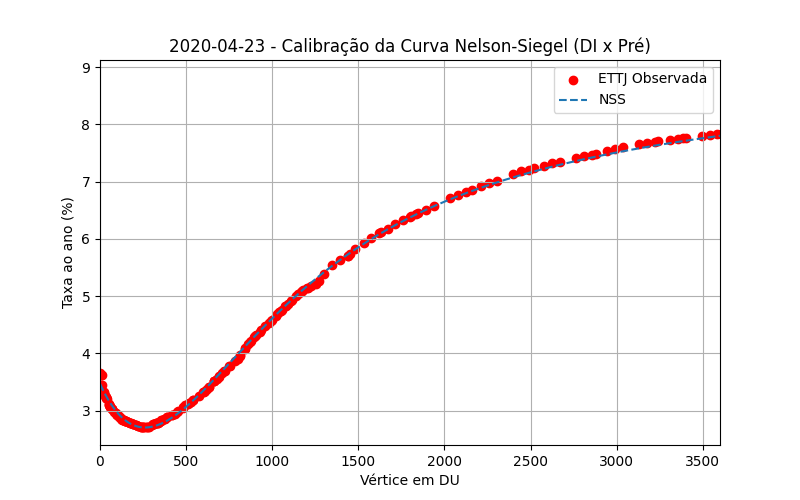 2020-04-23 - Calibração da Curva Nelson-Siegel (DI x Pré)
ETTJ Observada
NSS
Taxa ao ano (%)
9
8
7
6
5
4
3
0 500 1000 1500 2000 2500 3000 3500
Vértice em DU